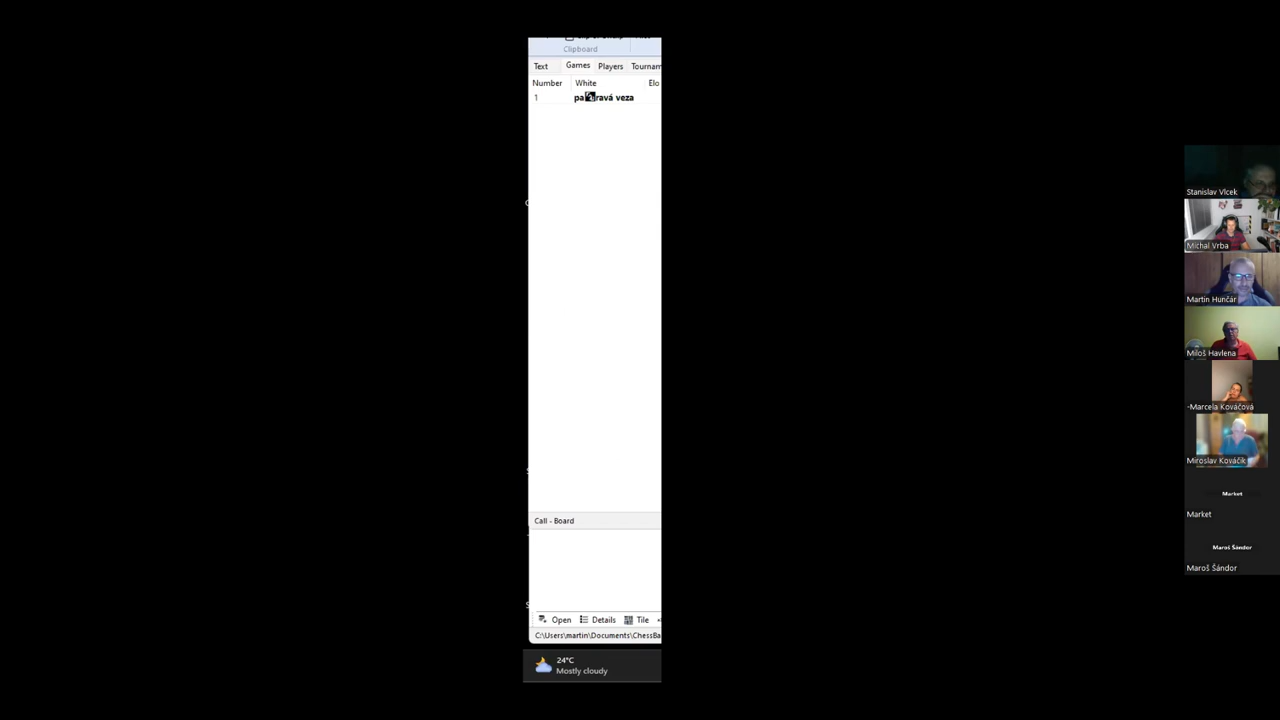 Clipboard
Text Games Players Tournam
Number White Elo
1 veza
Call - Board
Open Details Tile
C:\Users\martin\Documents\ChessBa
24°C
Mostly cloudy
Stanislav Vlcek
Michal Vrba
Martin Hunčár
Miloš Havlena
-Marcela Kováčová
Miroslav Kováčik
Market
Market
Maroš Šándor
Maroš Šándor